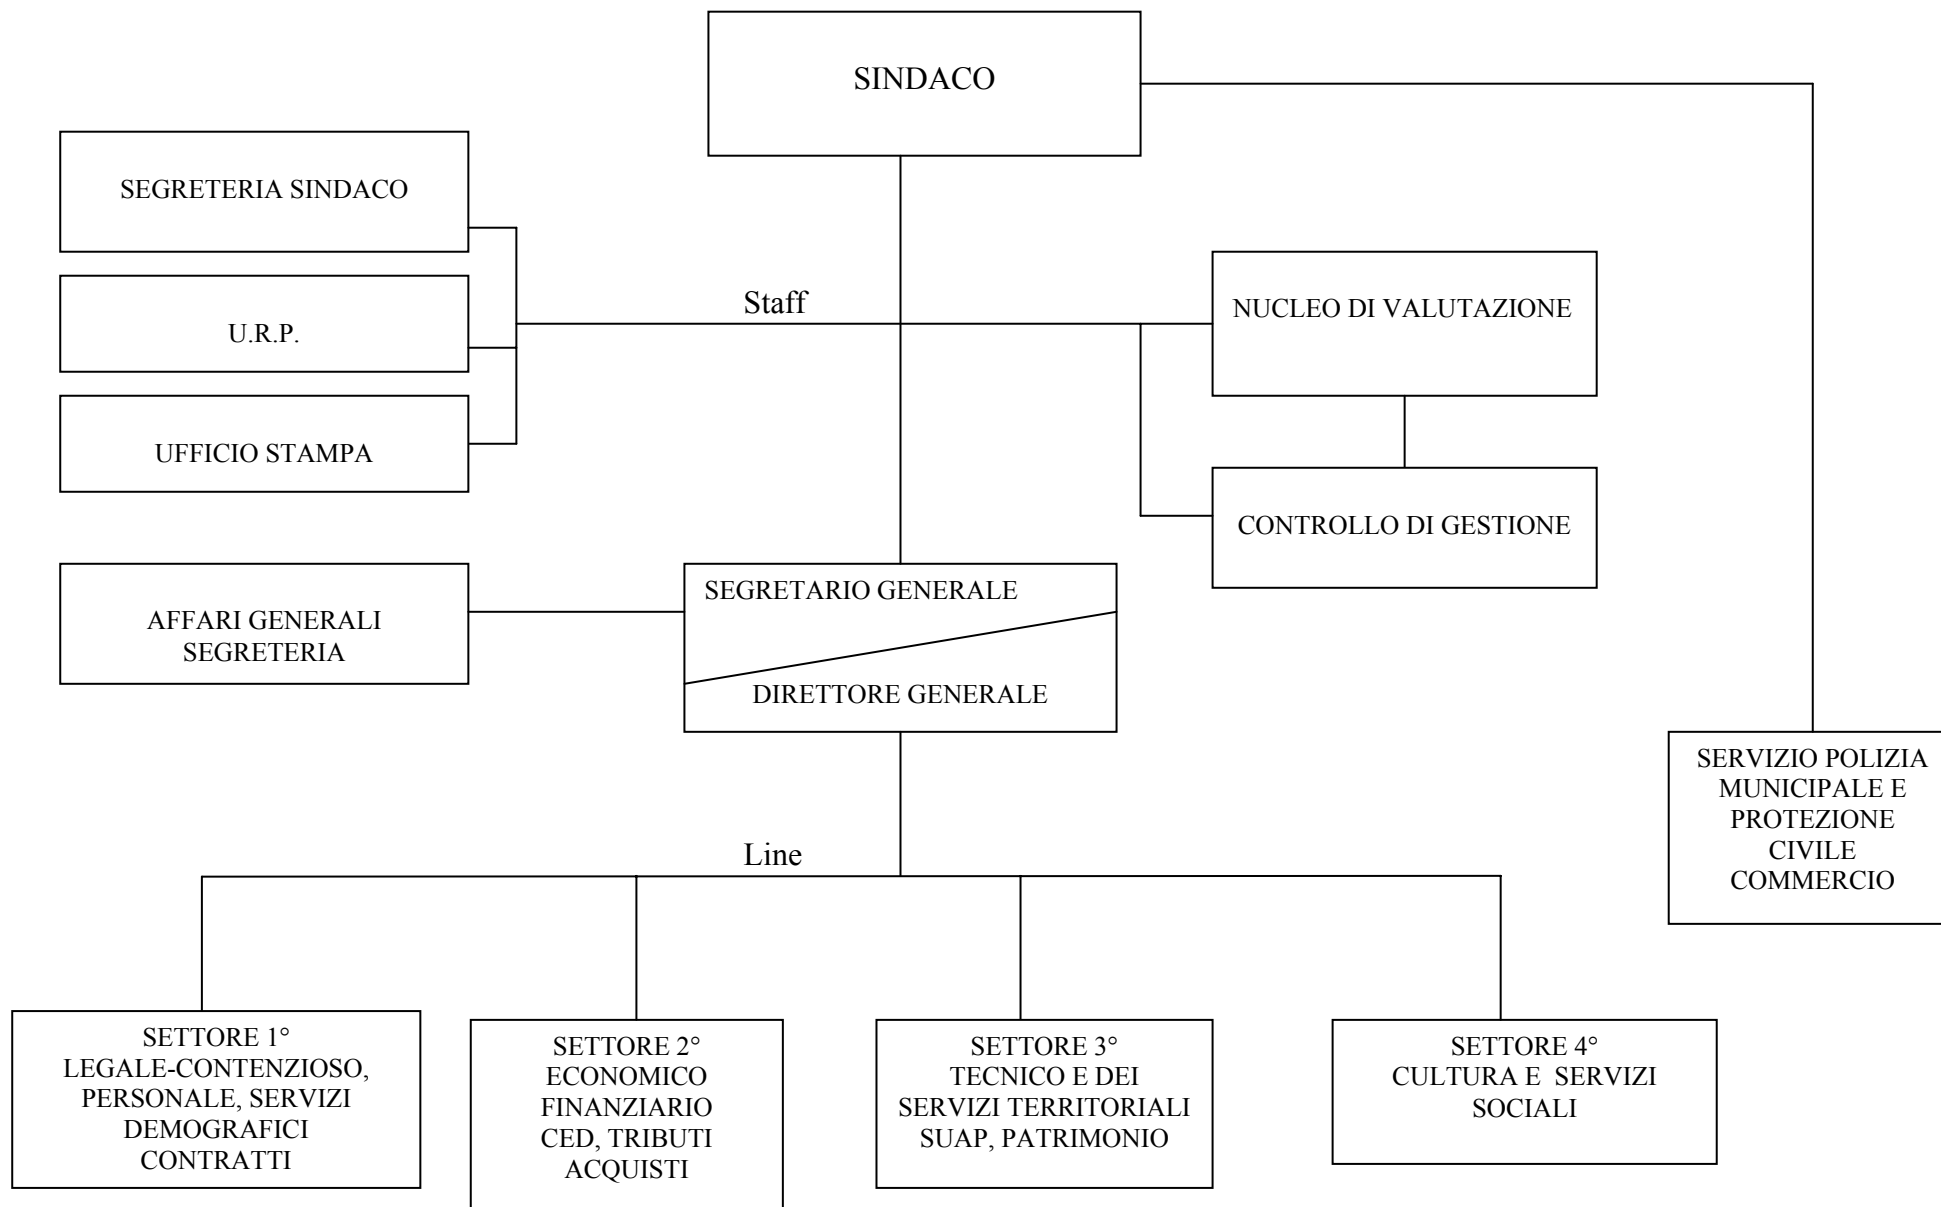 SINDACO
SEGRETERIA SINDACO
U.R.P.
UFFICIO STAMPA
Staff
NUCLEO DI VALUTAZIONE
CONTROLLO DI GESTIONE
AFFARI GENERALI
SEGRETERIA
SEGRETARIO GENERALE
DIRETTORE GENERALE
SERVIZIO POLIZIA
MUNICIPALE E
PROTEZIONE
CIVILE
COMMERCIO
Line
SETTORE 1°
LEGALE-CONTENZIOSO,
PERSONALE, SERVIZI
DEMOGRAFICI
CONTRATTI
SETTORE 2°
ECONOMICO
FINANZIARIO
CED, TRIBUTI
ACQUISTI
SETTORE 3°
TECNICO E DEI
SERVIZI TERRITORIALI
SUAP, PATRIMONIO
SETTORE 4°
CULTURA E SERVIZI
SOCIALI